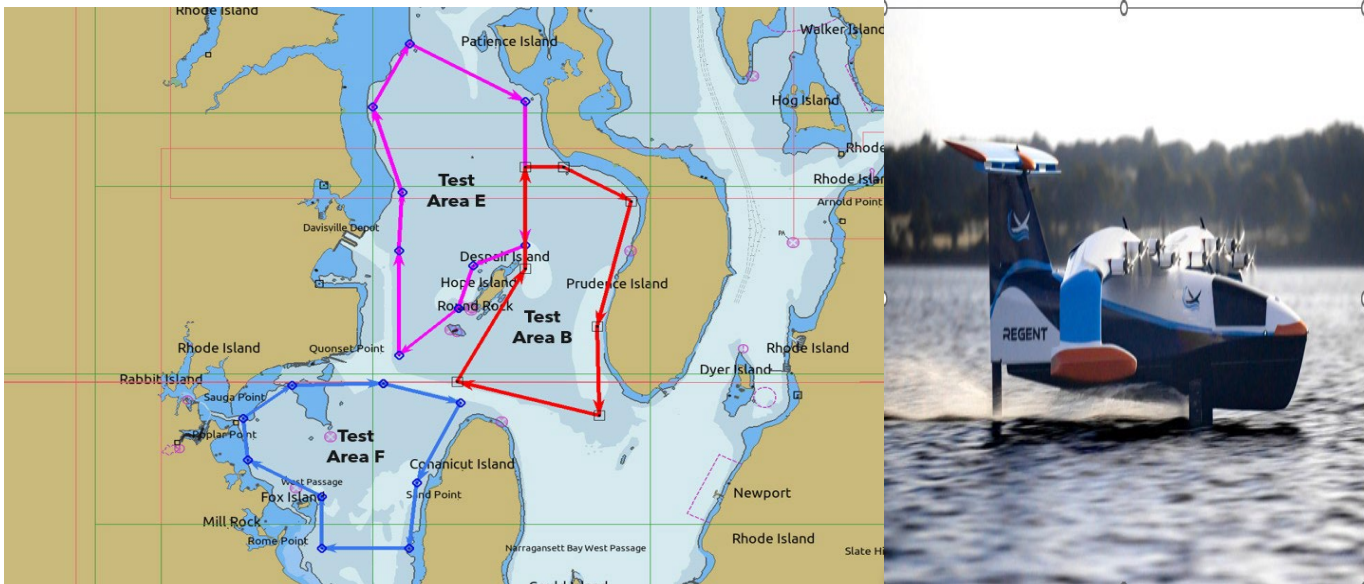 Rhode Island
Patience Island
Walker Island
Hog Island
Rhode
Test
Area E
Rhode Island
Arnold Point
PA
Davisville Depot
Despair Island
Hope Island
Prudence Island
Round Rock
Test
Area B
REGENT
Quonset Point
Rhode Island
Rhode Island
Dyer Island
Rabbit Island
Sauga Point
Poplar Point
Test
Area F
Conanicut Island
West Passage
Sand Point
Fox Island
Newport
Mill Rock
Rome Point
Rhode Island
Narragansett Bay West Passage
Slate Hi